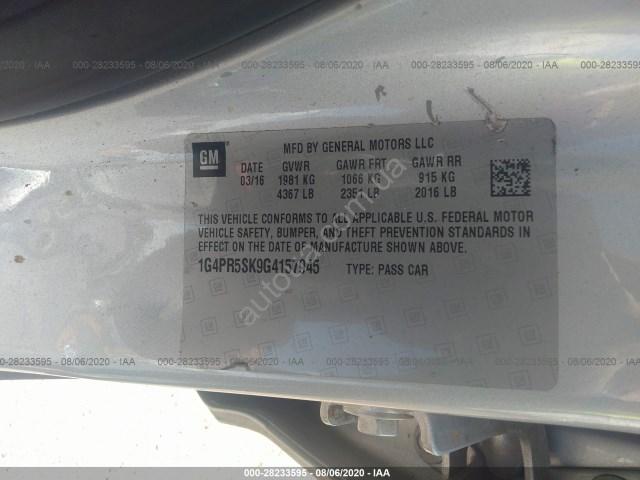 000-28233595 - 08/06/2020 - IAA
GM
MFD BY GENERAL MOTORS LLC
DATE GVWR GAWR FRT GAWR RR
03/16 1981 KG 1066 KG 915 KG
4367 LB 2351 LB 2016 LB
THIS VEHICLE CONFORMS TO ALL APPLICABLE U.S. FEDERAL MOTOR
VEHICLE SAFETY, BUMPER, AND THEFT PREVENTION STANDARDS IN
EFFECT ON THE DATE OF MANUFACTURE SHOWN ABOVE.
1G4PR5SK9G4157945 TYPE: PASS CAR
000-28233595 - 08/06/2020 - IAA
000-28233595 - 08/06/2020 - IAA